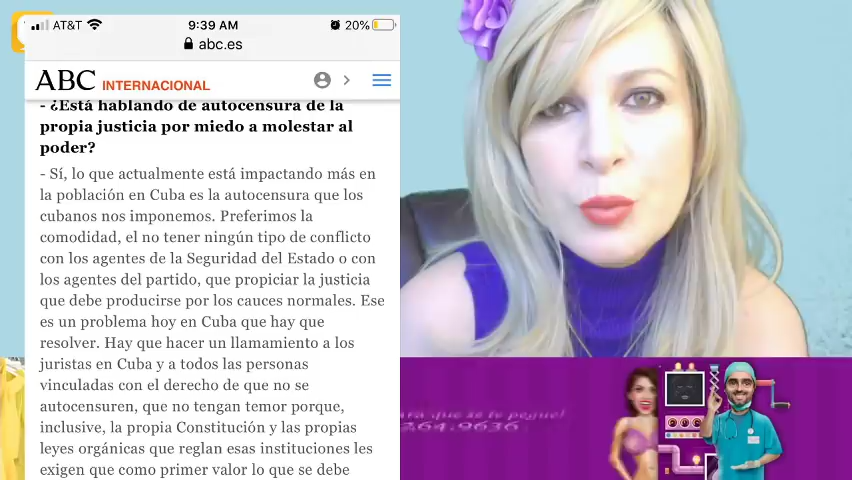 AT&T 9:39 AM 20%
abc.es
ABC INTERNACIONAL
- ¿Está hablando de autocensura de la
propia justicia por miedo a molestar al
poder?
- Sí, lo que actualmente está impactando más en
la población en Cuba es la autocensura que los
cubanos nos imponemos. Preferimos la
comodidad, el no tener ningún tipo de conflicto
con los agentes de la Seguridad del Estado o con
los agentes del partido, que propiciar la justicia
que debe producirse por los cauces normales. Ese
es un problema hoy en Cuba que hay que
resolver. Hay que hacer un llamamiento a los
juristas en Cuba y a todos las personas
vinculadas con el derecho de que no se
autocensuren, que no tengan temor porque,
inclusive, la propia Constitución y las propias
leyes orgánicas que reglan esas instituciones les
exigen que como primer valor lo que se debe
que se te pegue!
264.9636